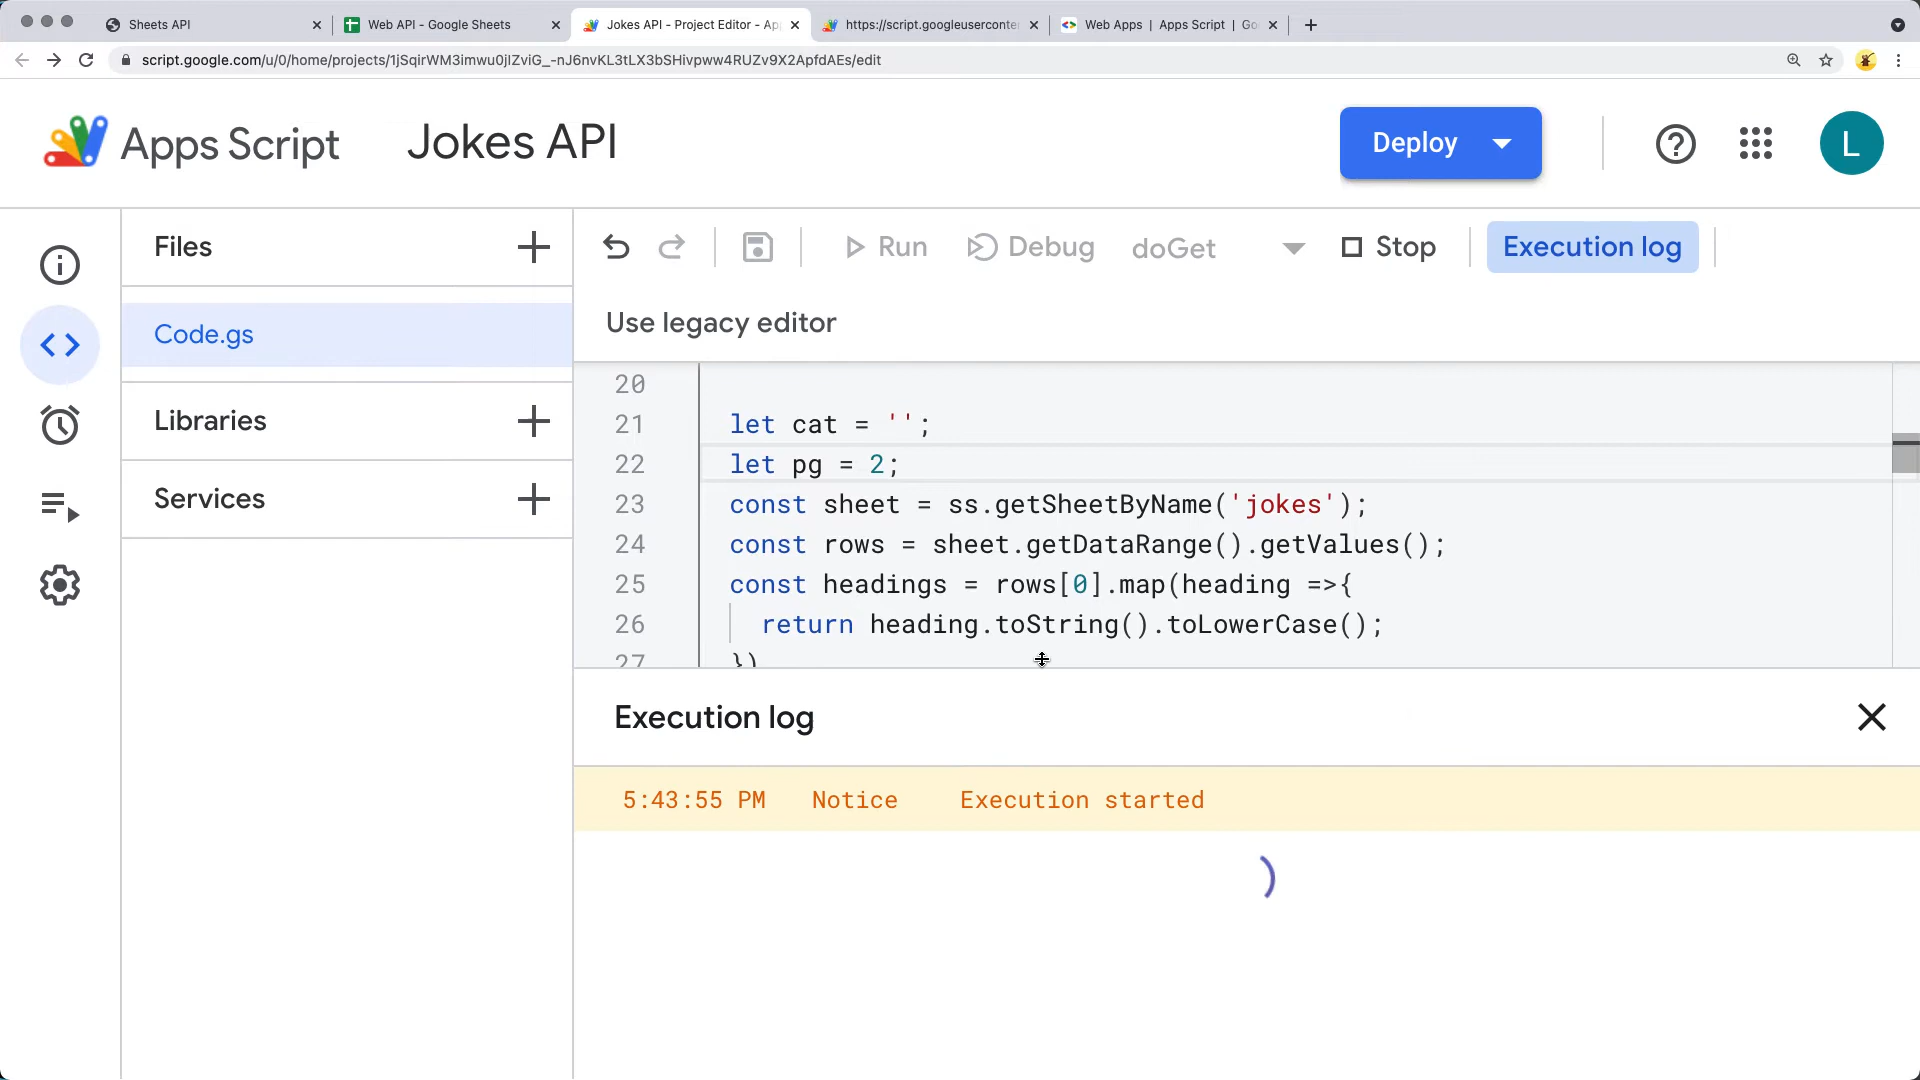 Sheets API
Web API - Google Sheets
Jokes API - Project Editor - Ap
https://script.googleuserconte
Web Apps | Apps Script | Go
script.google.com/u/0/home/projects/1jSqirWM3imwu0jIZviG_-nJ6nvKL3tLX3bSHivpww4RUZv9X2ApfdAEs/edit
Apps Script
Jokes API
Deploy
L
Files
Run
Debug
doGet
Stop
Execution log
Use legacy editor
Code.gs
Libraries
Services
20
21 let cat = '';
22 let pg = 2;
23 const sheet = ss.getSheetByName('jokes');
24 const rows = sheet.getDataRange().getValues();
25 const headings = rows[0].map(heading =>{
26 return heading.toString().toLowerCase();
27 })
Execution log
5:43:55 PM Notice Execution started